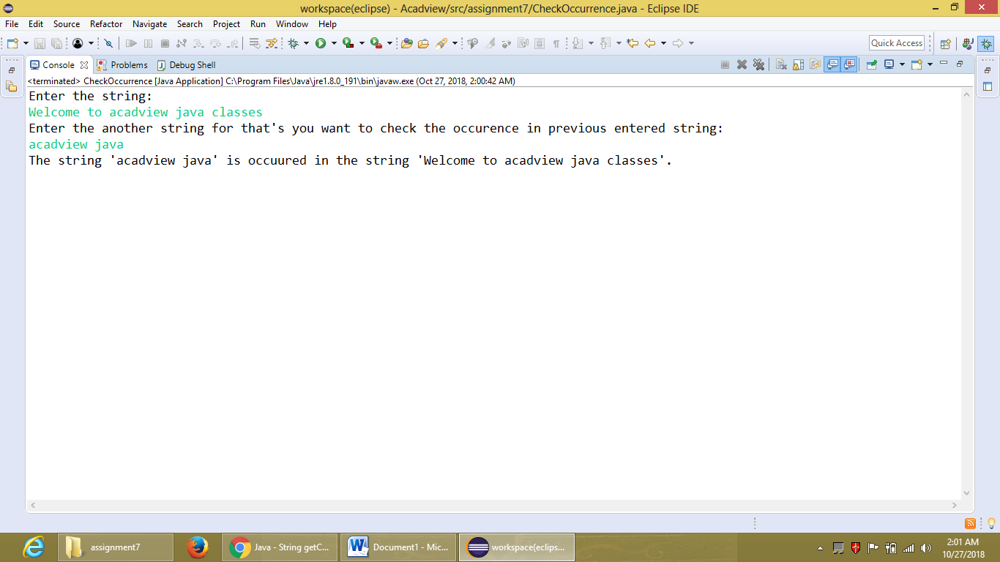 workspace(eclipse) - Acadview/src/assignment7/CheckOccurrence.java - Eclipse IDE
File Edit Source Refactor Navigate Search Project Run Window Help
Quick Access
Console Problems Debug Shell
<terminated> CheckOccurrence [Java Application] C:\Program Files\Java\jre1.8.0_191\bin\javaw.exe (Oct 27, 2018, 2:00:42 AM)
Enter the string:
Welcome to acadview java classes
Enter the another string for that's you want to check the occurence in previous entered string:
acadview java
The string 'acadview java' is occuured in the string 'Welcome to acadview java classes'.
assignment7 Java - String getC... Document1 - Mic... workspace(eclips...
2:01 AM
10/27/2018